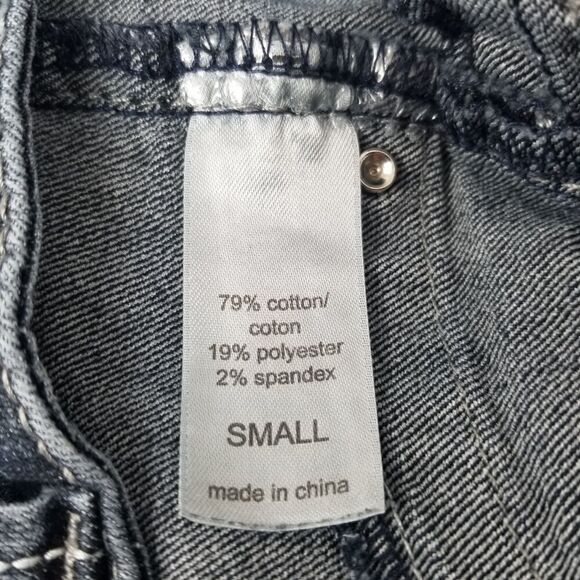 79% cotton/
coton
19% polyester
2% spandex
SMALL
made in china